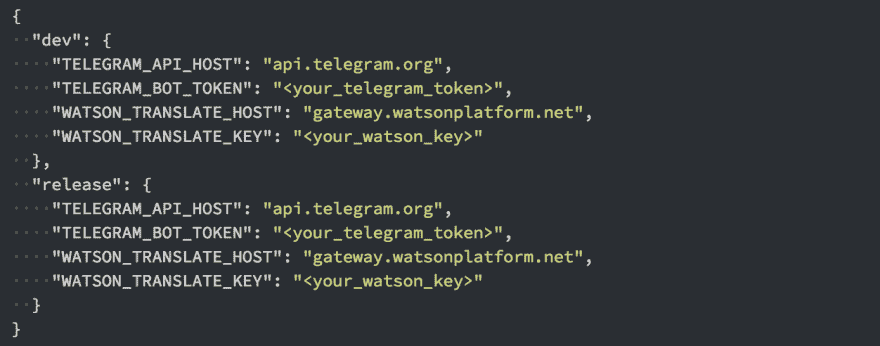 {
  "dev": {
    "TELEGRAM_API_HOST": "api.telegram.org",
    "TELEGRAM_BOT_TOKEN": "<your_telegram_token>",
    "WATSON_TRANSLATE_HOST": "gateway.watsonplatform.net",
    "WATSON_TRANSLATE_KEY": "<your_watson_key>"
  },
  "release": {
    "TELEGRAM_API_HOST": "api.telegram.org",
    "TELEGRAM_BOT_TOKEN": "<your_telegram_token>",
    "WATSON_TRANSLATE_HOST": "gateway.watsonplatform.net",
    "WATSON_TRANSLATE_KEY": "<your_watson_key>"
  }
}